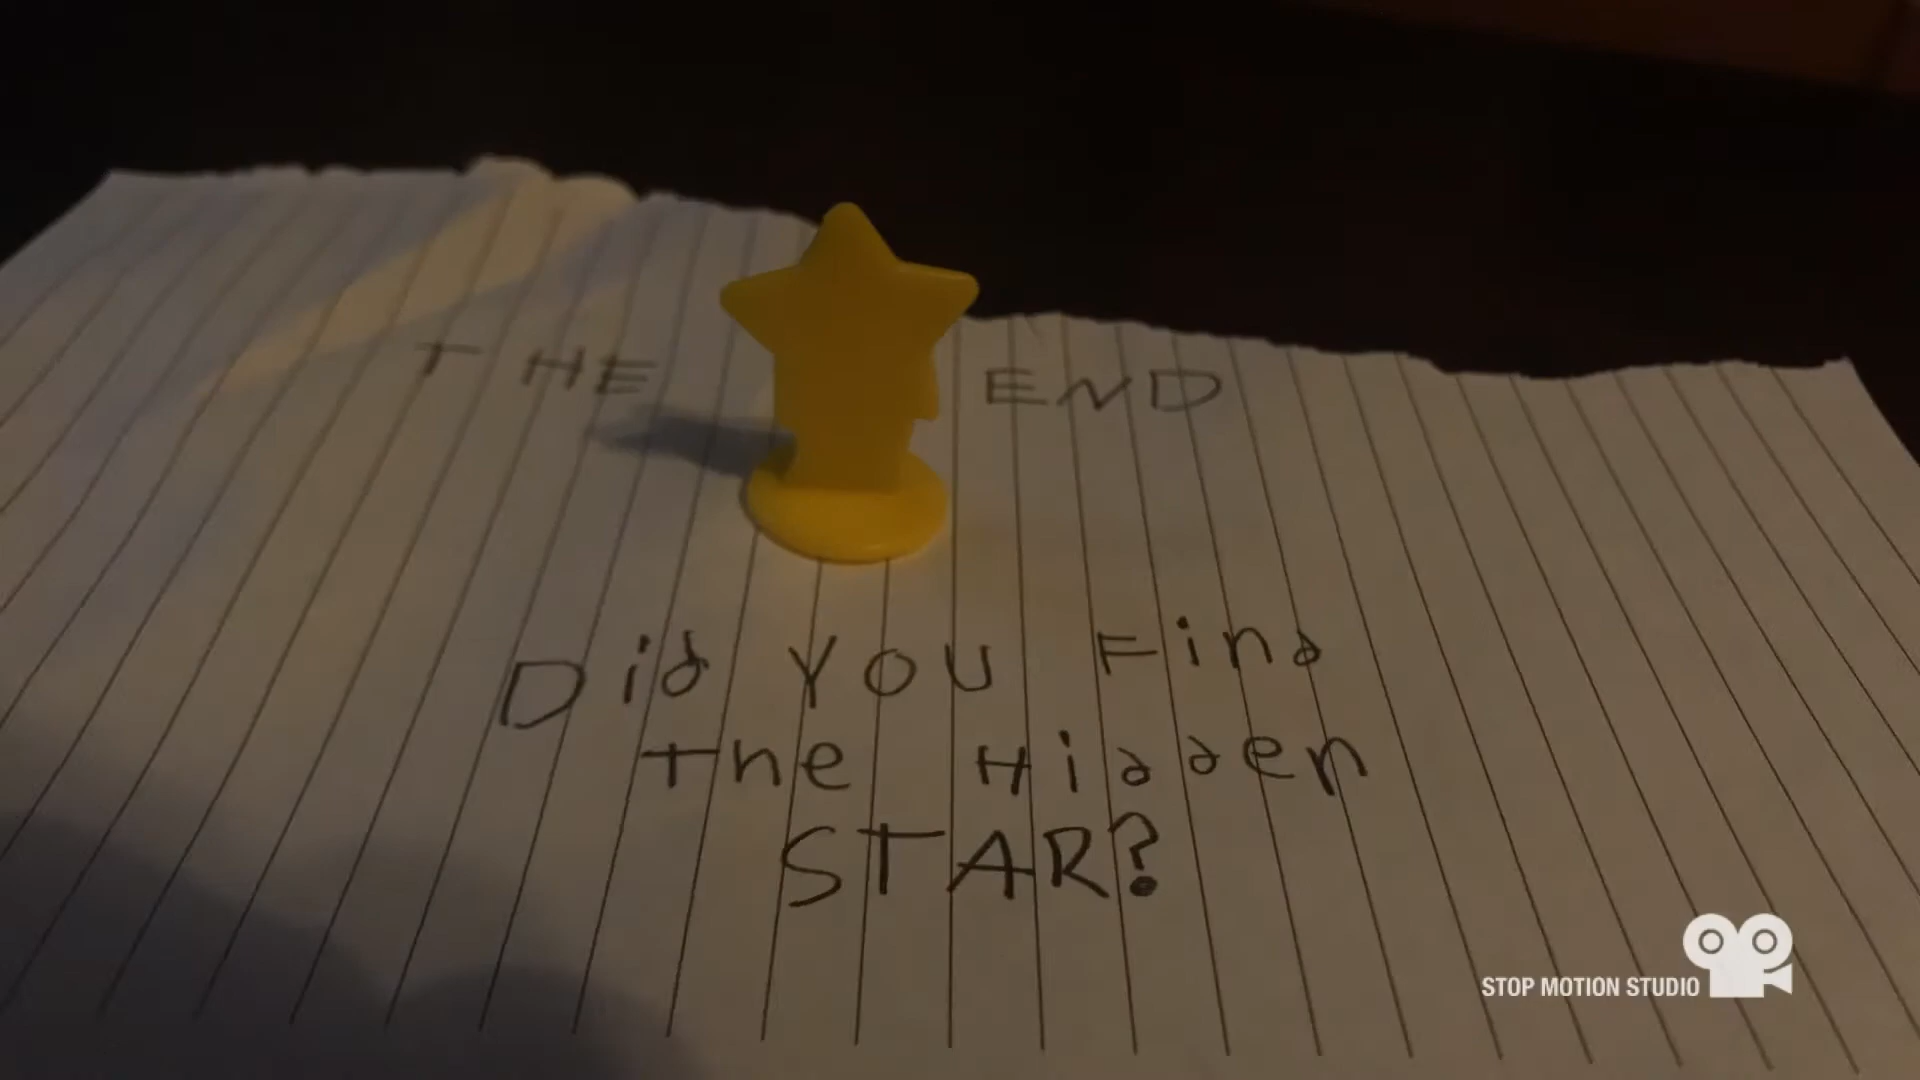 THE END
Did You Find
the Hidden
STAR?
STOP MOTION STUDIO